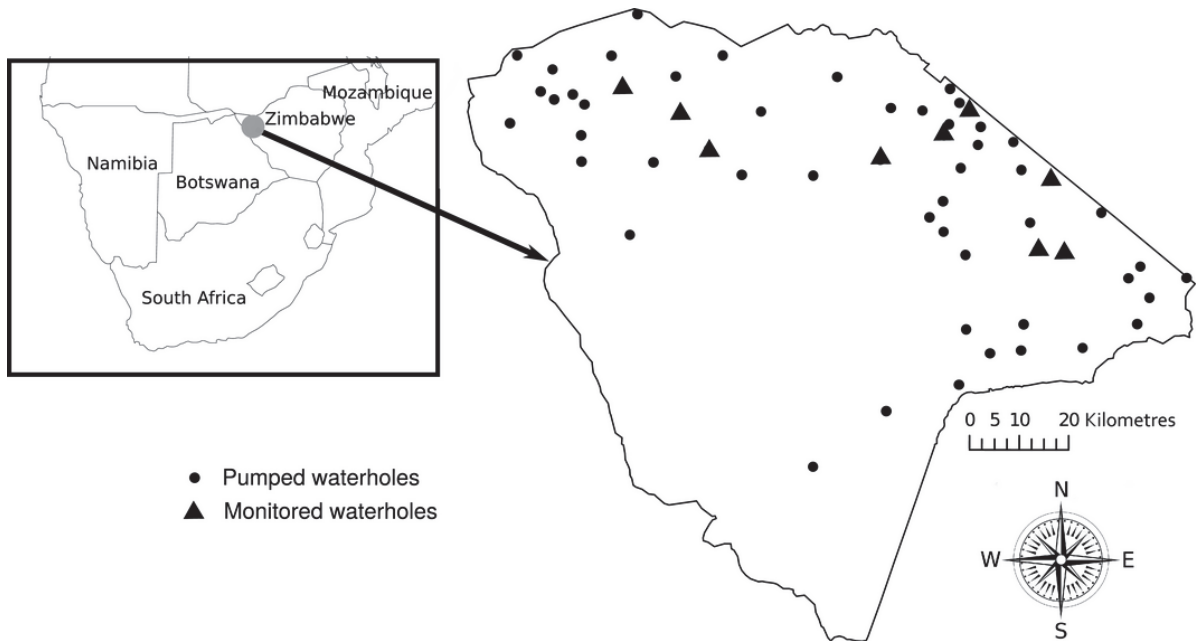 Mozambique
Zimbabwe
Namibia
Botswana
South Africa
0 5 10 20 Kilometres
Pumped waterholes
Monitored waterholes
N
W E
S